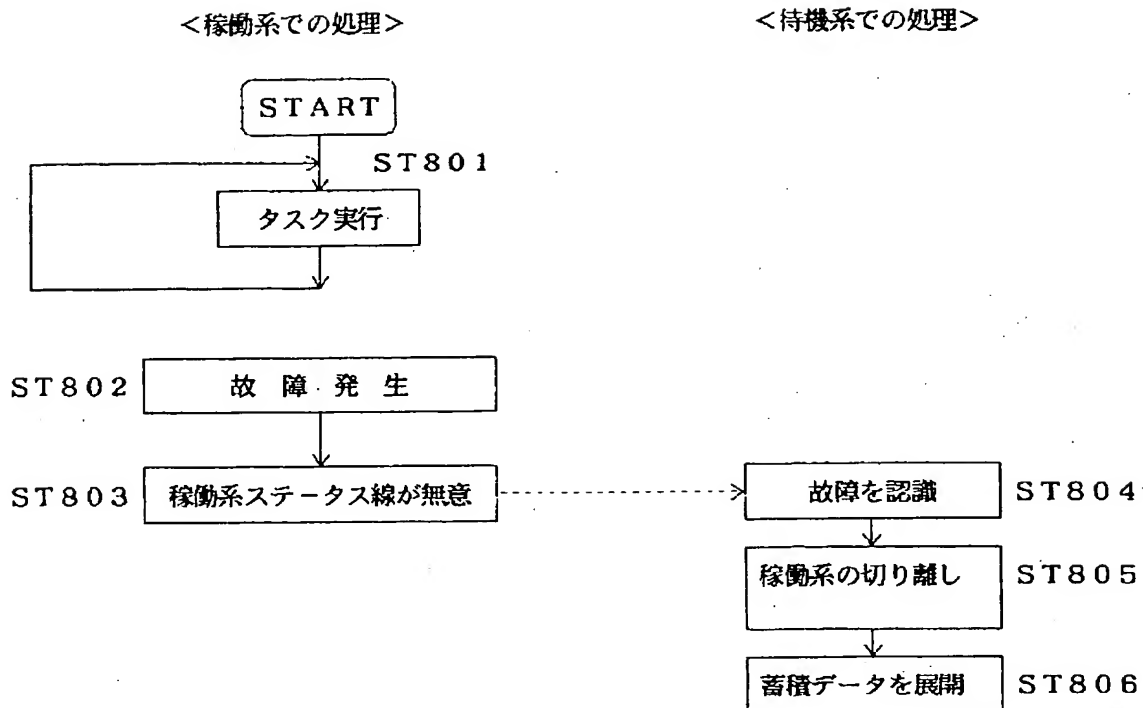 <稼働系での処理>
<待機系での処理>
START
ST801
タスク実行
ST802
故障発生
ST803
稼働系ステータス線が無意
故障を認識
ST804
稼働系の切り離し
ST805
蓄積データを展開
ST806